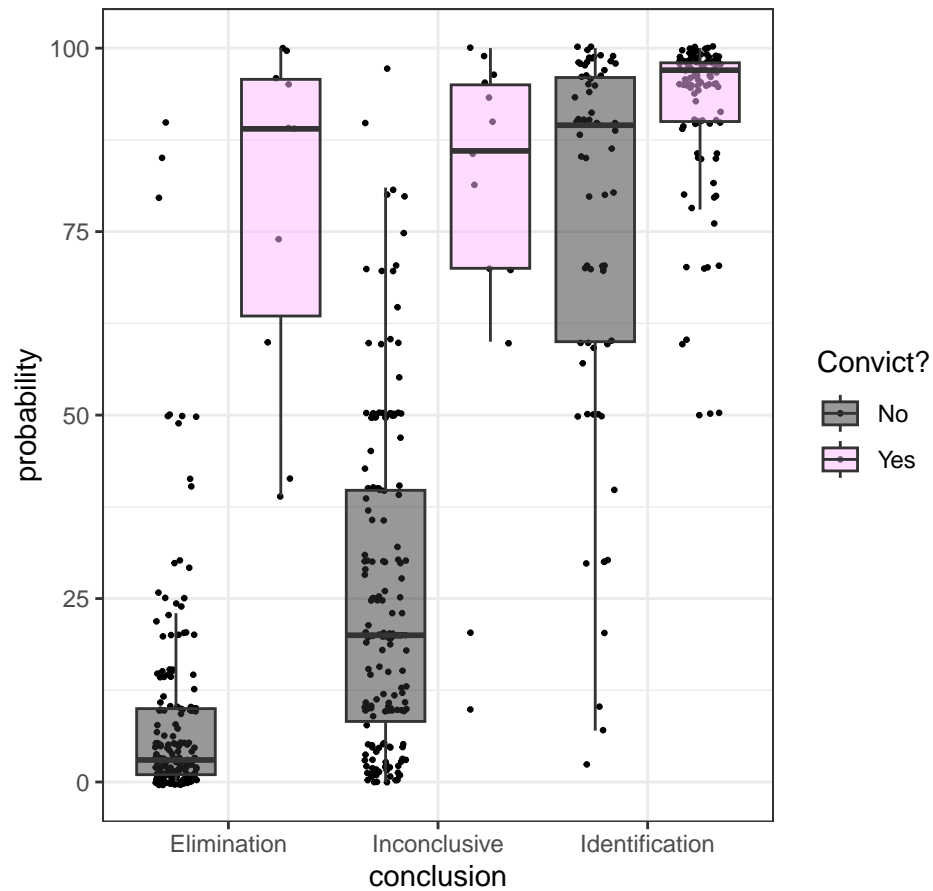 100
75
50
25
0
probability
Elimination
Inconclusive
Identification
conclusion
Convict?
No
Yes